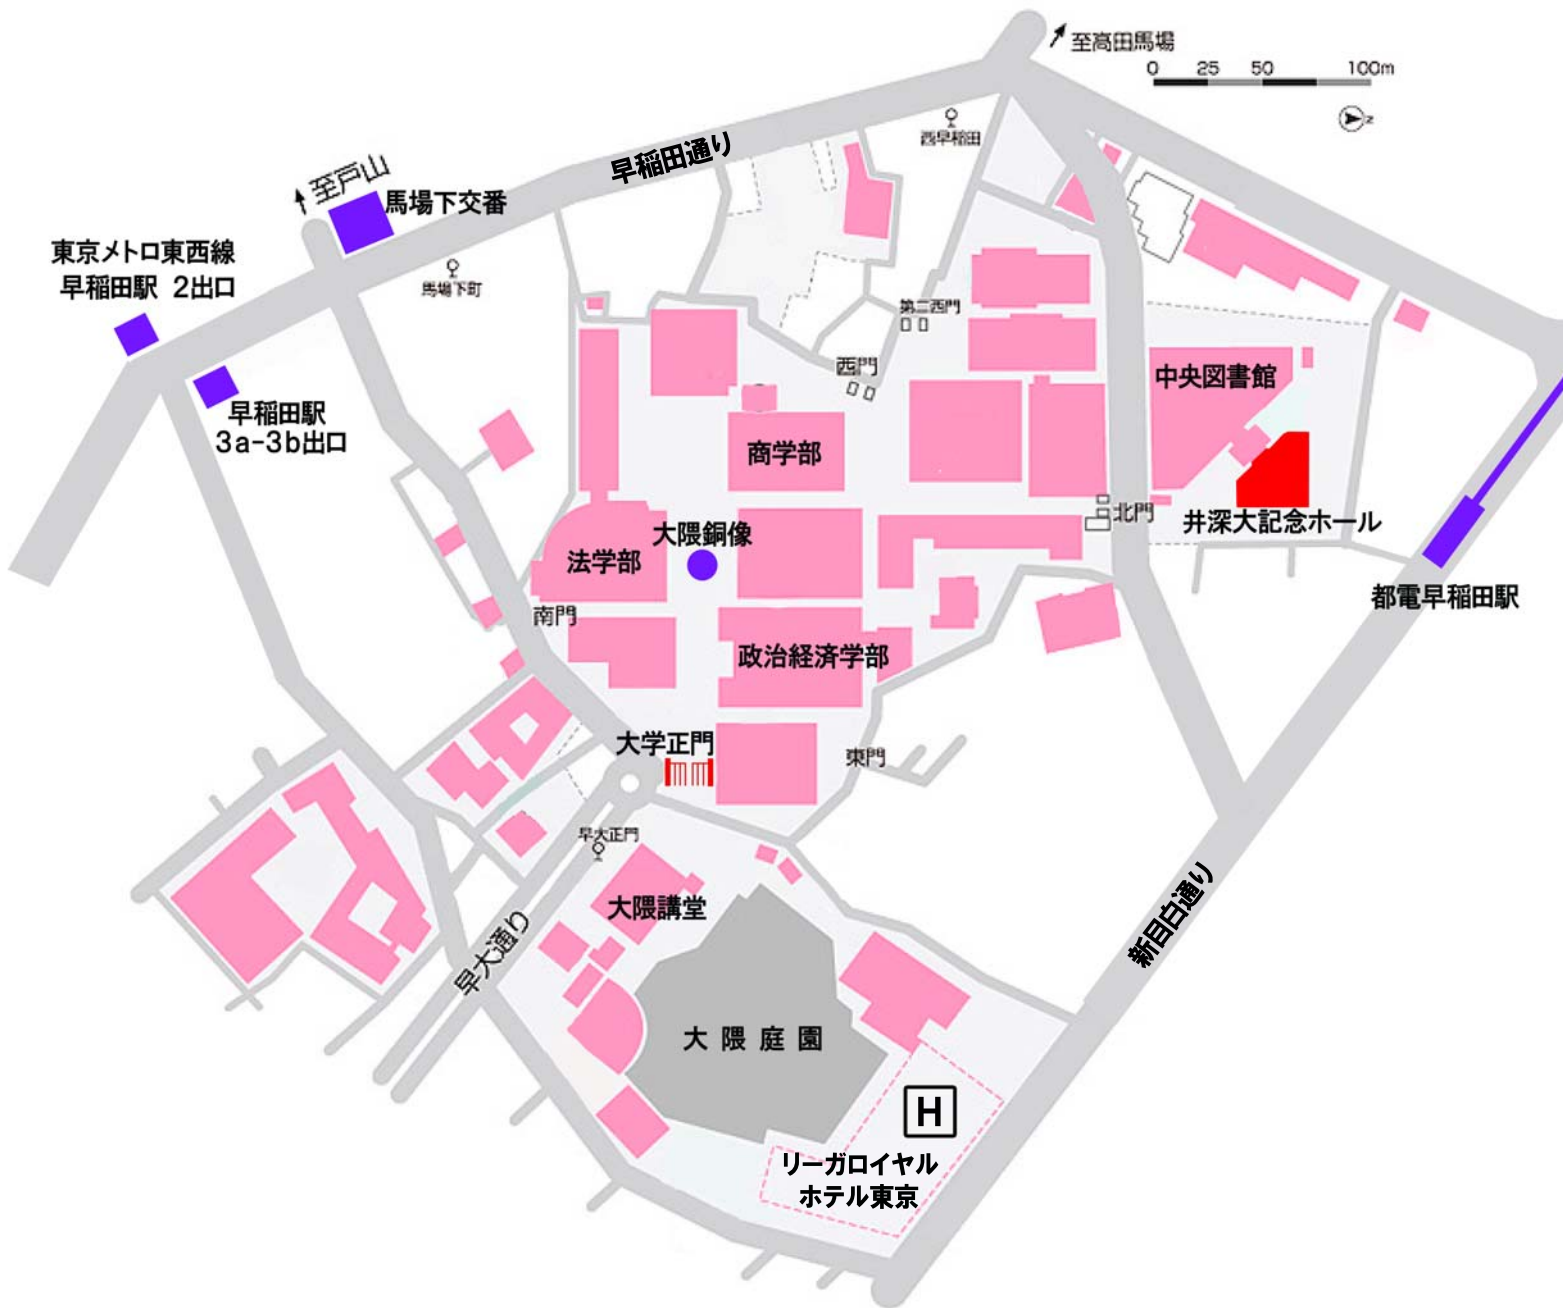 至高田馬場
0 25 50 100m
N
西早稲田
早稲田通り
至戸山
馬場下交番
東京メトロ東西線
早稲田駅 2出口
馬場下町
第二西門
西門
中央図書館
早稲田駅
3a-3b出口
商学部
北門
井深大記念ホール
大隈銅像
法学部
都電早稲田駅
南門
政治経済学部
大学正門
東門
早大正門
大隈講堂
新目白通り
早大通り
大隈庭園
H
リーガロイヤル
ホテル東京